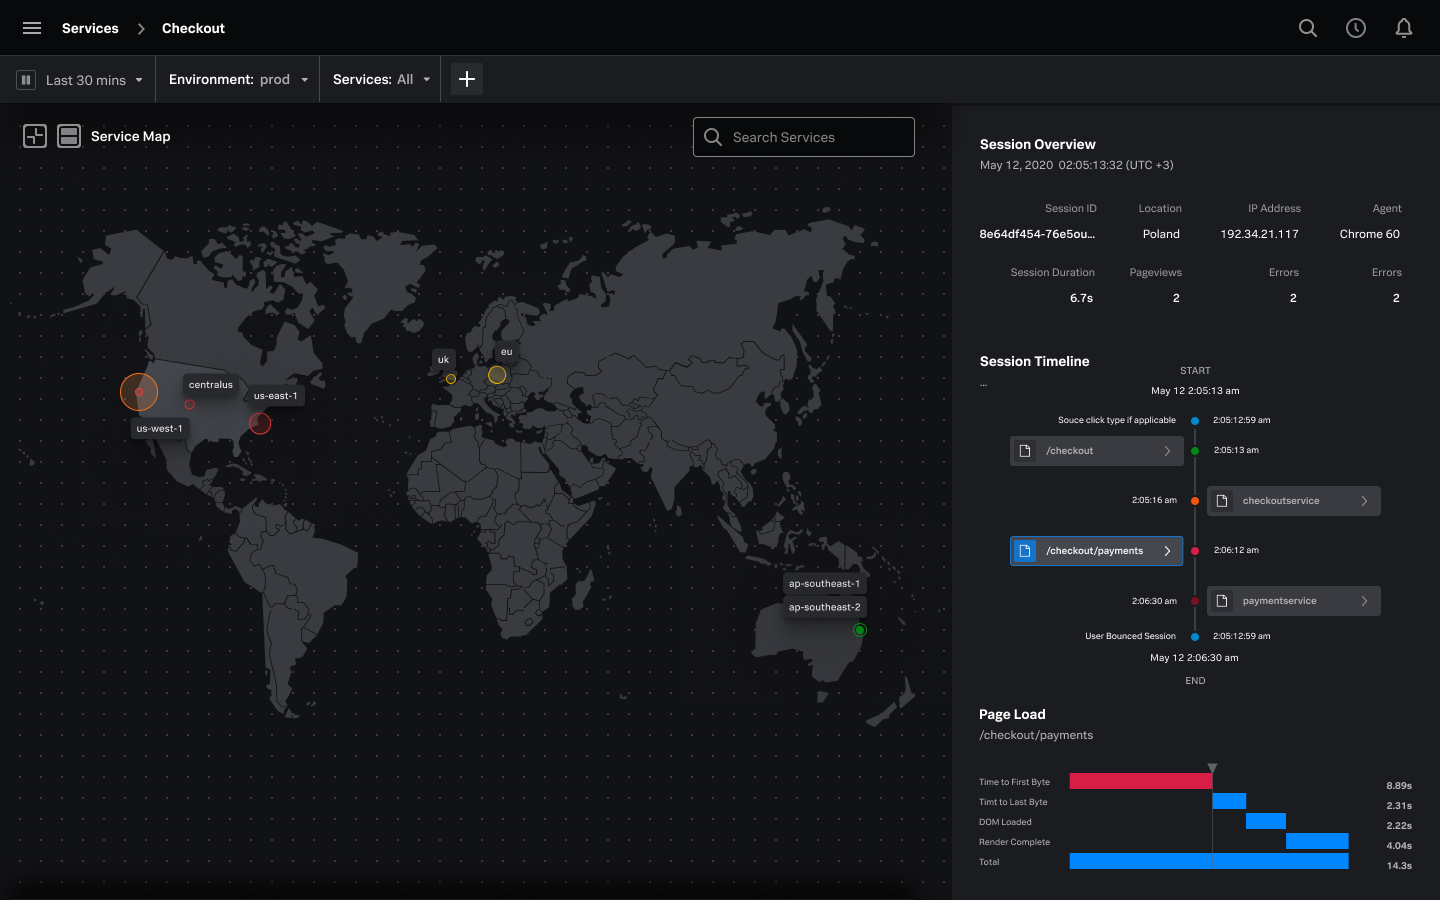 Services
Checkout
Last 30 mins
Environment: prod
Services: All
Service Map
Search Services
uk
eu
centralus
us-east-1
us-west-1
ap-southeast-1
ap-southeast-2
Session Overview
May 12, 2020 02:05:13:32 (UTC +3)
Session ID Location IP Address Agent
8e64df454-76e5ou... Poland 192.34.21.117 Chrome 60
Session Duration Pageviews Errors Errors
6.7s 2 2 2
Session Timeline
...
START
May 12 2:05:13 am
Souce click type if applicable 2:05:12:59 am
/checkout 2:05:13 am
2:05:16 am checkoutservice
/checkout/payments 2:06:12 am
2:06:30 am paymentservice
User Bounced Session 2:05:12:59 am
May 12 2:06:30 am
END
Page Load
/checkout/payments
Time to First Byte 8.89s
Timt to Last Byte 2.31s
DOM Loaded 2.22s
Render Complete 4.04s
Total 14.3s